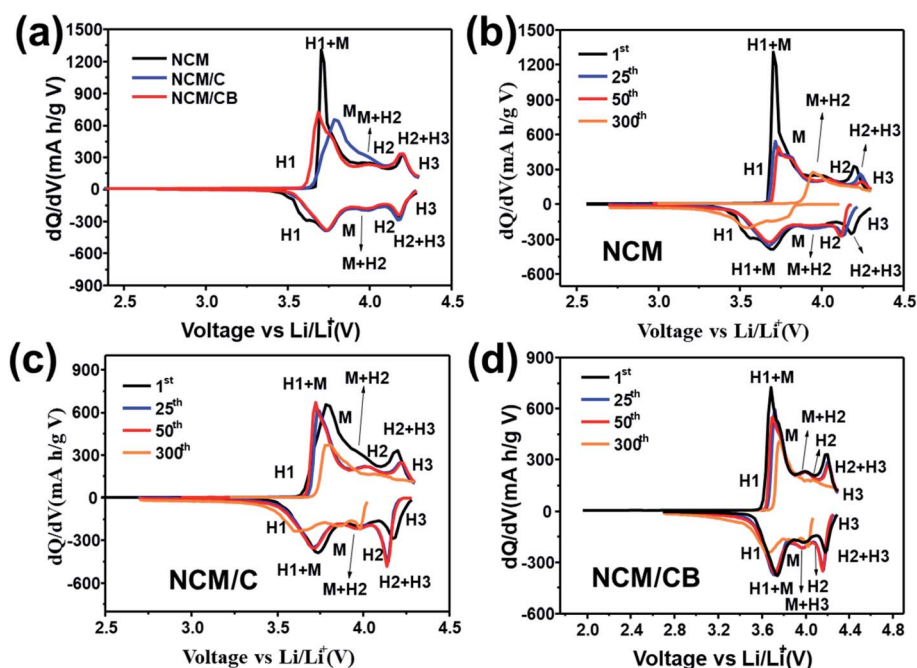 (a)
dQ/dV(mA h/g V)
1500
1200
900
600
300
0
-300
-600
-900
NCM
NCM/C
NCM/CB
H1+M
M
M+H2
H2
H2+H3
H3
H1
H1
M
H2
H3
H2+H3
M+H2
2.5 3.0 3.5 4.0 4.5
Voltage vs Li/Li+(V)
(b)
dQ/dV(mA h/g V)
1500
1200
900
600
300
0
-300
-600
1st
25th
50th
300th
H1+M
M+H2
M
H2+H3
H2
H1
H3
H1
M
H2
H3
H1+M
M+H2
H2+H3
NCM
2.5 3.0 3.5 4.0 4.5
Voltage vs Li/Li+(V)
(c)
dQ/dV(mA h/g V)
900
600
300
0
-300
-600
1st
25th
50th
300th
H1+M
M+H2
M
H2+H3
H2
H1
H3
H1
M
H2
H3
H1+M
M+H2
H2+H3
NCM/C
2.5 3.0 3.5 4.0 4.5
Voltage vs Li/Li+(V)
(d)
dQ/dV(mA h/g V)
900
600
300
0
-300
-600
1st
25th
50th
300th
H1+M
M+H2
M
H2
H2+H3
H1
H3
H1
M
H3
H2+H3
H1+M
H2
M+H3
NCM/CB
2.0 2.4 2.8 3.2 3.6 4.0 4.4 4.8
Voltage vs Li/Li+(V)